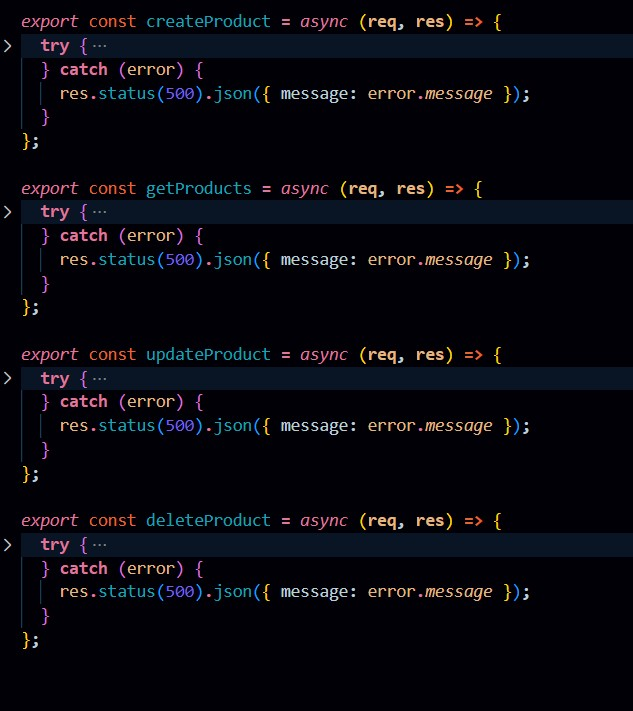 export const createProduct = async (req, res) => {
try {···
} catch (error) {
res.status(500).json({ message: error.message });
}
};
export const getProducts = async (req, res) => {
try {···
} catch (error) {
res.status(500).json({ message: error.message });
}
};
export const updateProduct = async (req, res) => {
try {···
} catch (error) {
res.status(500).json({ message: error.message });
}
};
export const deleteProduct = async (req, res) => {
try {···
} catch (error) {
res.status(500).json({ message: error.message });
}
};